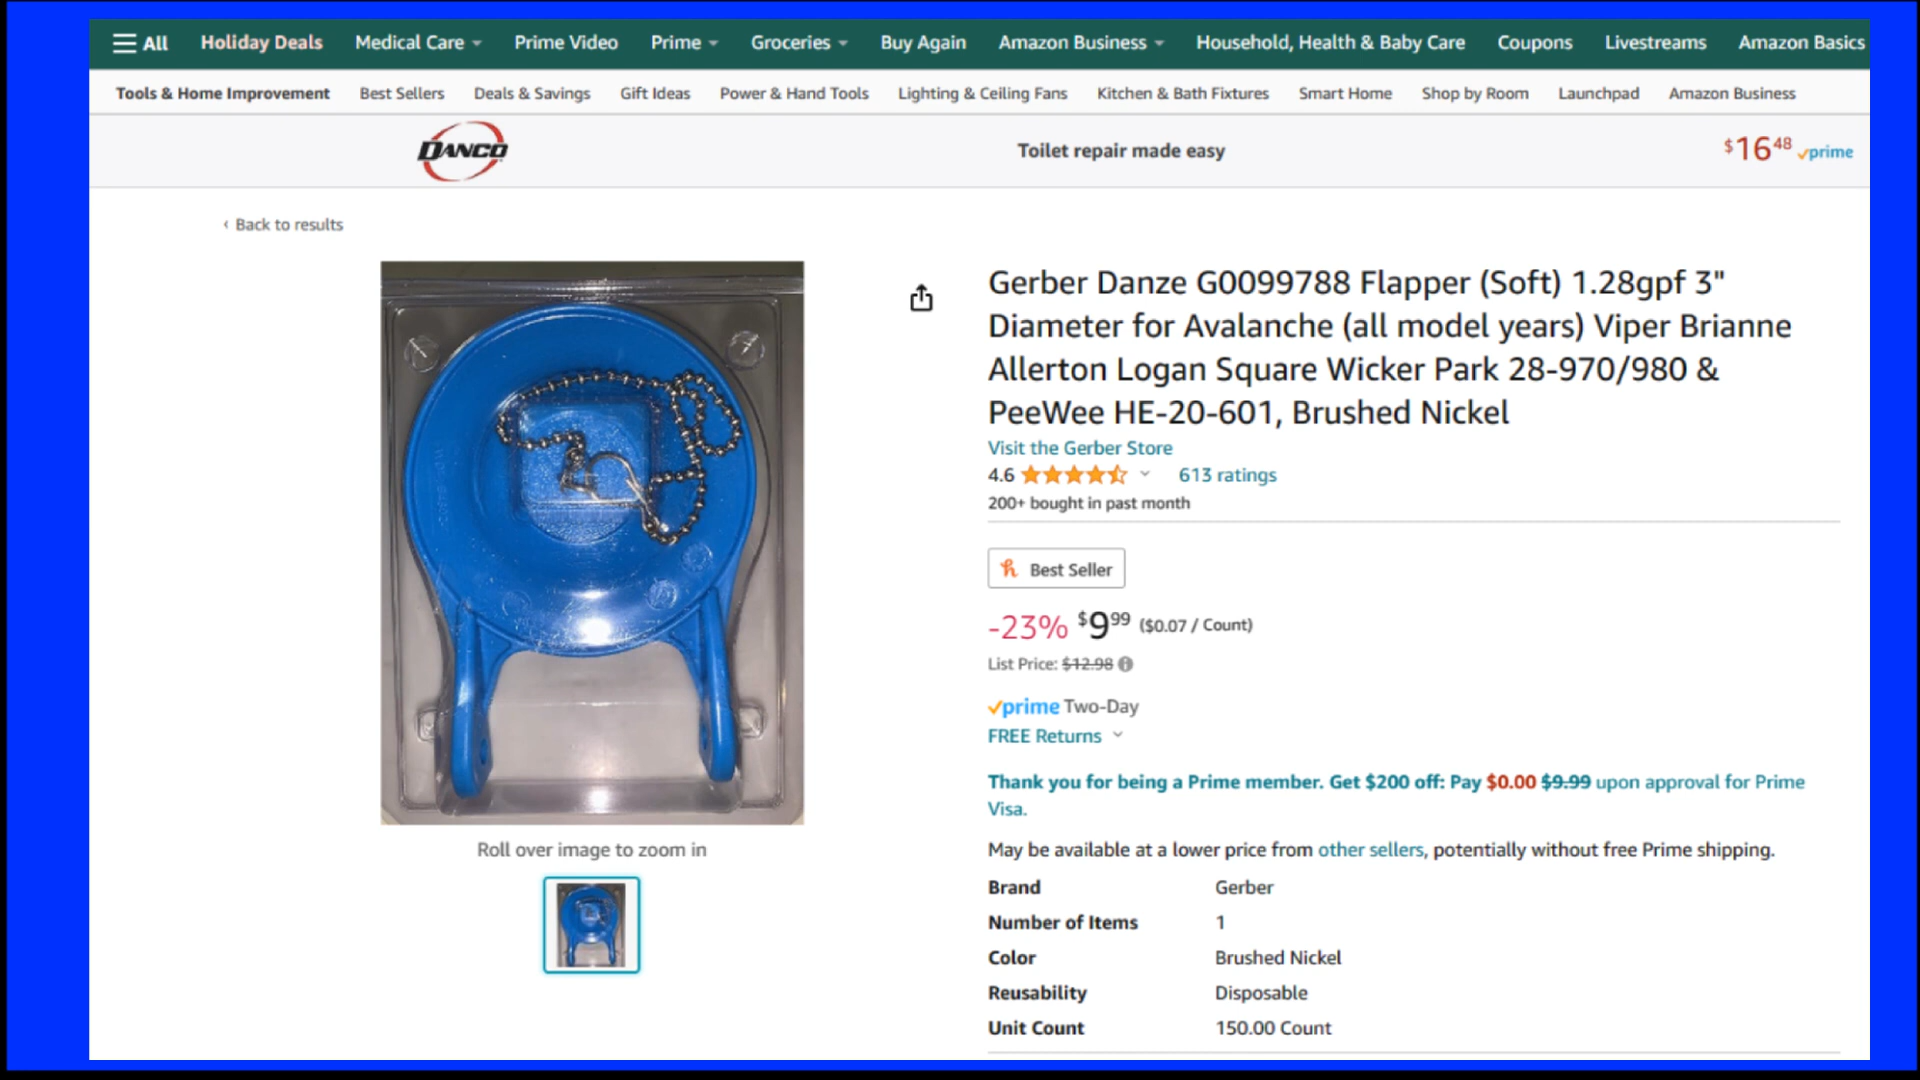 All Holiday Deals Medical Care Prime Video Prime Groceries Buy Again Amazon Business Household, Health & Baby Care Coupons Livestreams Amazon Basics
Tools & Home Improvement Best Sellers Deals & Savings Gift Ideas Power & Hand Tools Lighting & Ceiling Fans Kitchen & Bath Fixtures Smart Home Shop by Room Launchpad Amazon Business
DANCO Toilet repair made easy $16 48 prime
‹ Back to results
Gerber Danze G0099788 Flapper (Soft) 1.28gpf 3"
Diameter for Avalanche (all model years) Viper Brianne
Allerton Logan Square Wicker Park 28-970/980 &
PeeWee HE-20-601, Brushed Nickel
Visit the Gerber Store
4.6 613 ratings
200+ bought in past month
Best Seller
-23% $9 99 ($0.07 / Count)
List Price: $12.98
prime Two-Day
FREE Returns
Thank you for being a Prime member. Get $200 off: Pay $0.00 $9.99 upon approval for Prime
Visa.
May be available at a lower price from other sellers, potentially without free Prime shipping.
Brand Gerber
Number of Items 1
Color Brushed Nickel
Reusability Disposable
Unit Count 150.00 Count
Roll over image to zoom in